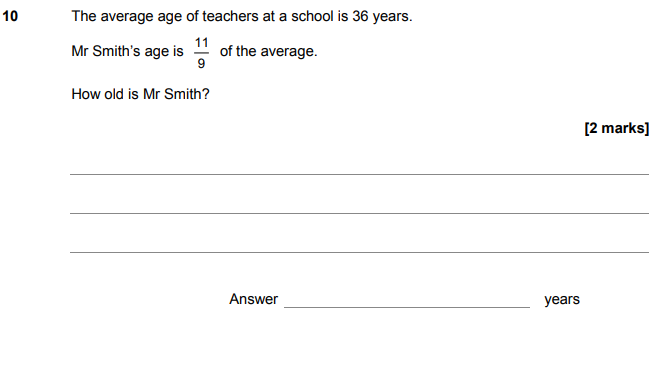 10 The average age of teachers at a school is 36 years.
Mr Smith's age is 11/9 of the average.
How old is Mr Smith?
[2 marks]
Answer years